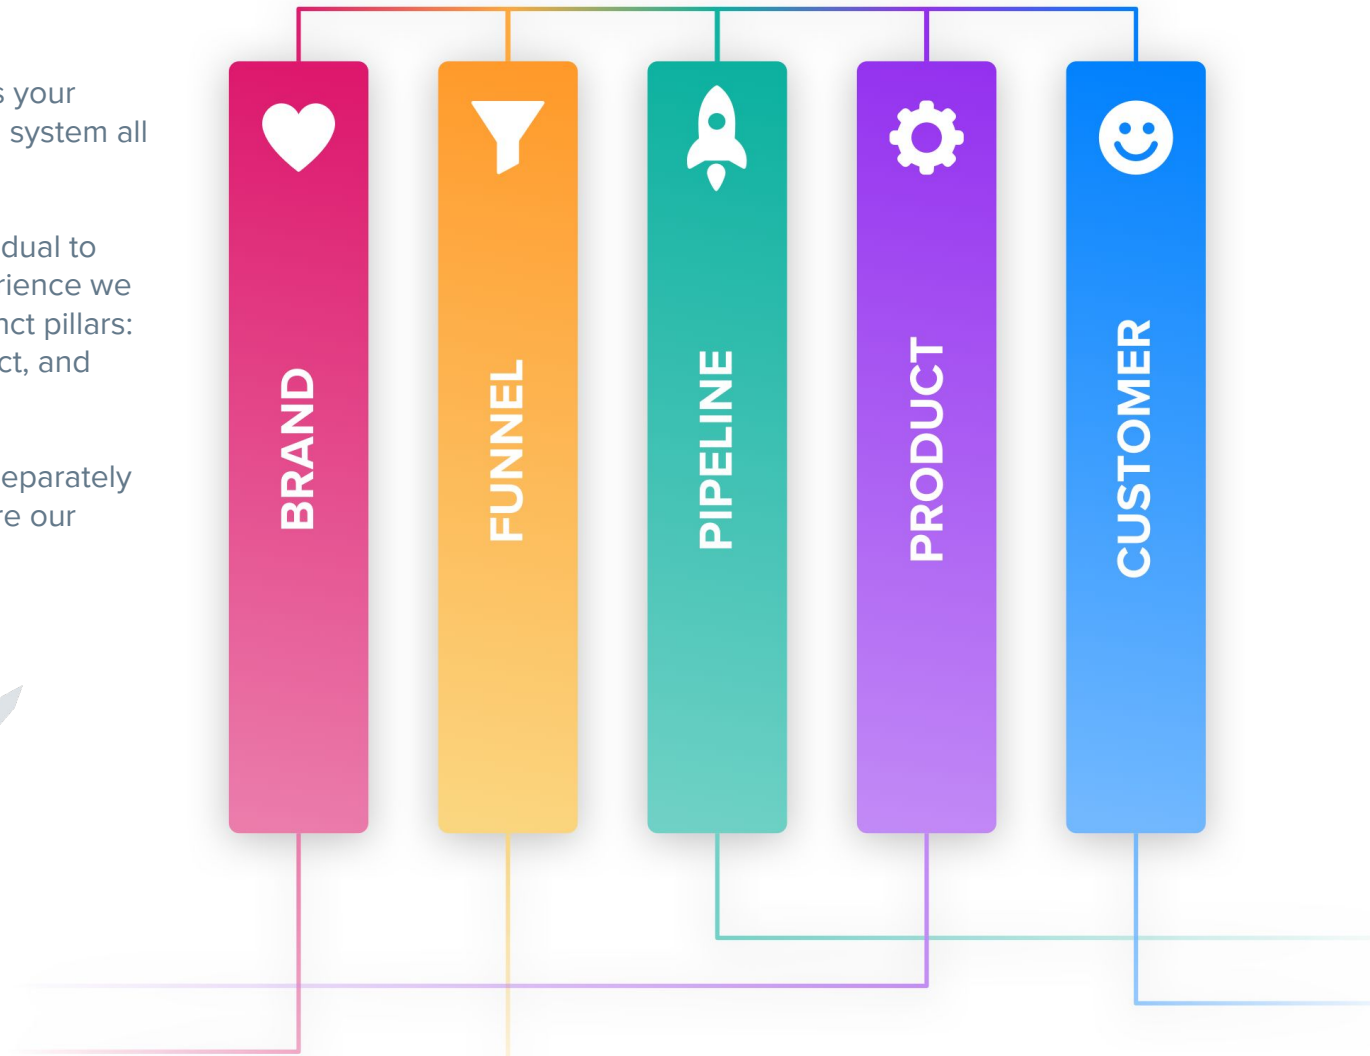 s your
system all
dual to
rience we
nct pillars:
ct, and
eparately
re our
BRAND
FUNNEL
PIPELINE
PRODUCT
CUSTOMER